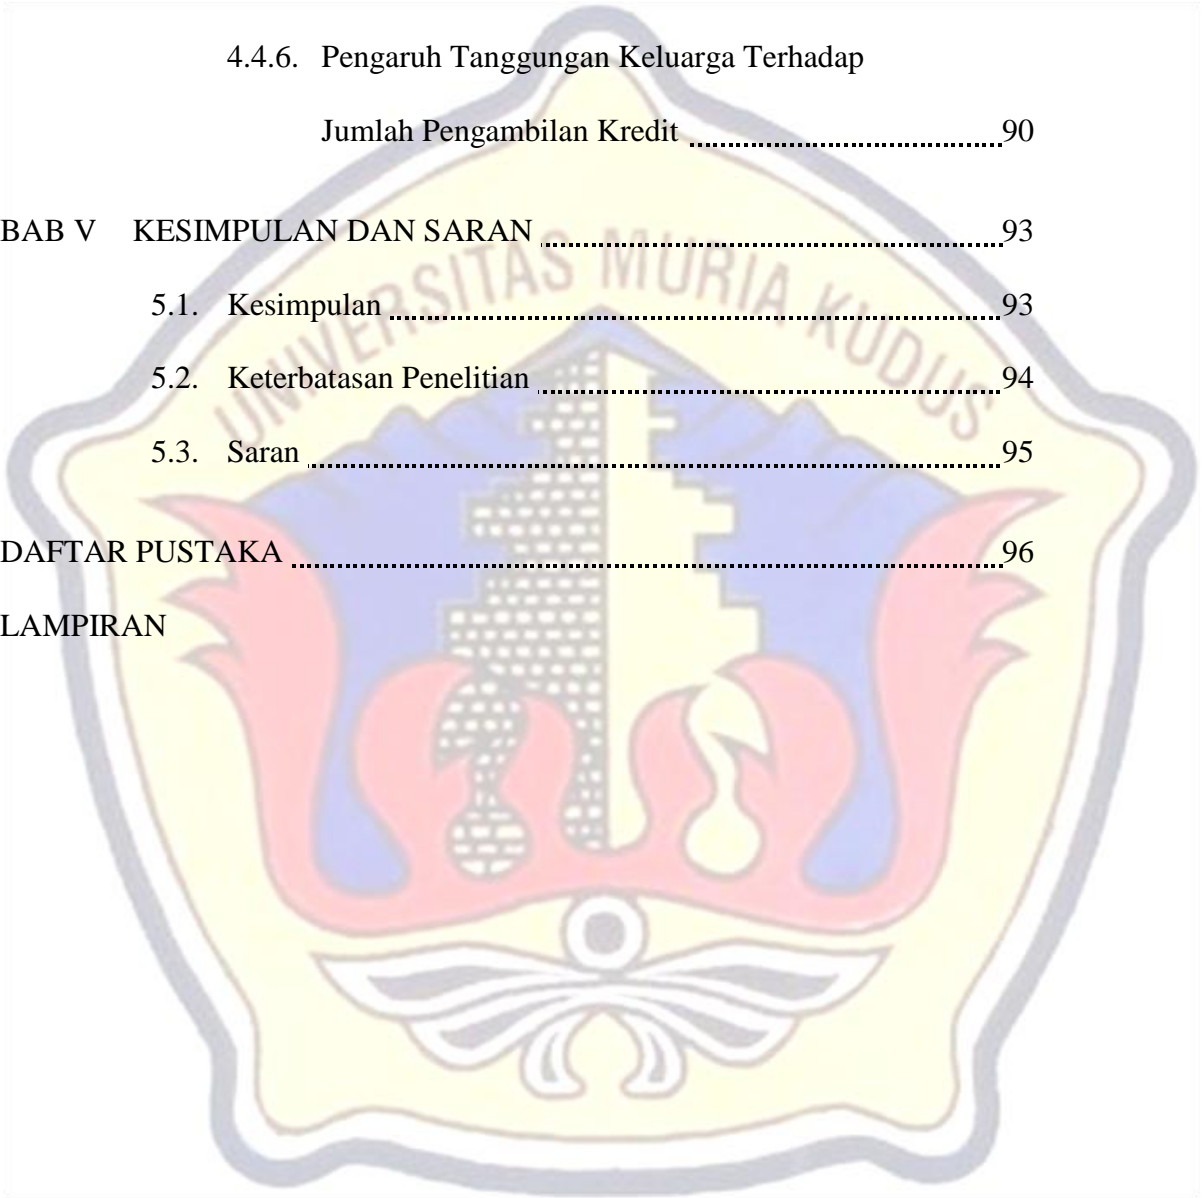 4.4.6. Pengaruh Tanggungan Keluarga Terhadap
Jumlah Pengambilan Kredit ........................................ 90
BAB V KESIMPULAN DAN SARAN ........................................ 93
5.1. Kesimpulan ........................................ 93
5.2. Keterbatasan Penelitian ........................................ 94
5.3. Saran ........................................ 95
DAFTAR PUSTAKA ........................................ 96
LAMPIRAN
UNIVERSITAS MURIA KUDUS